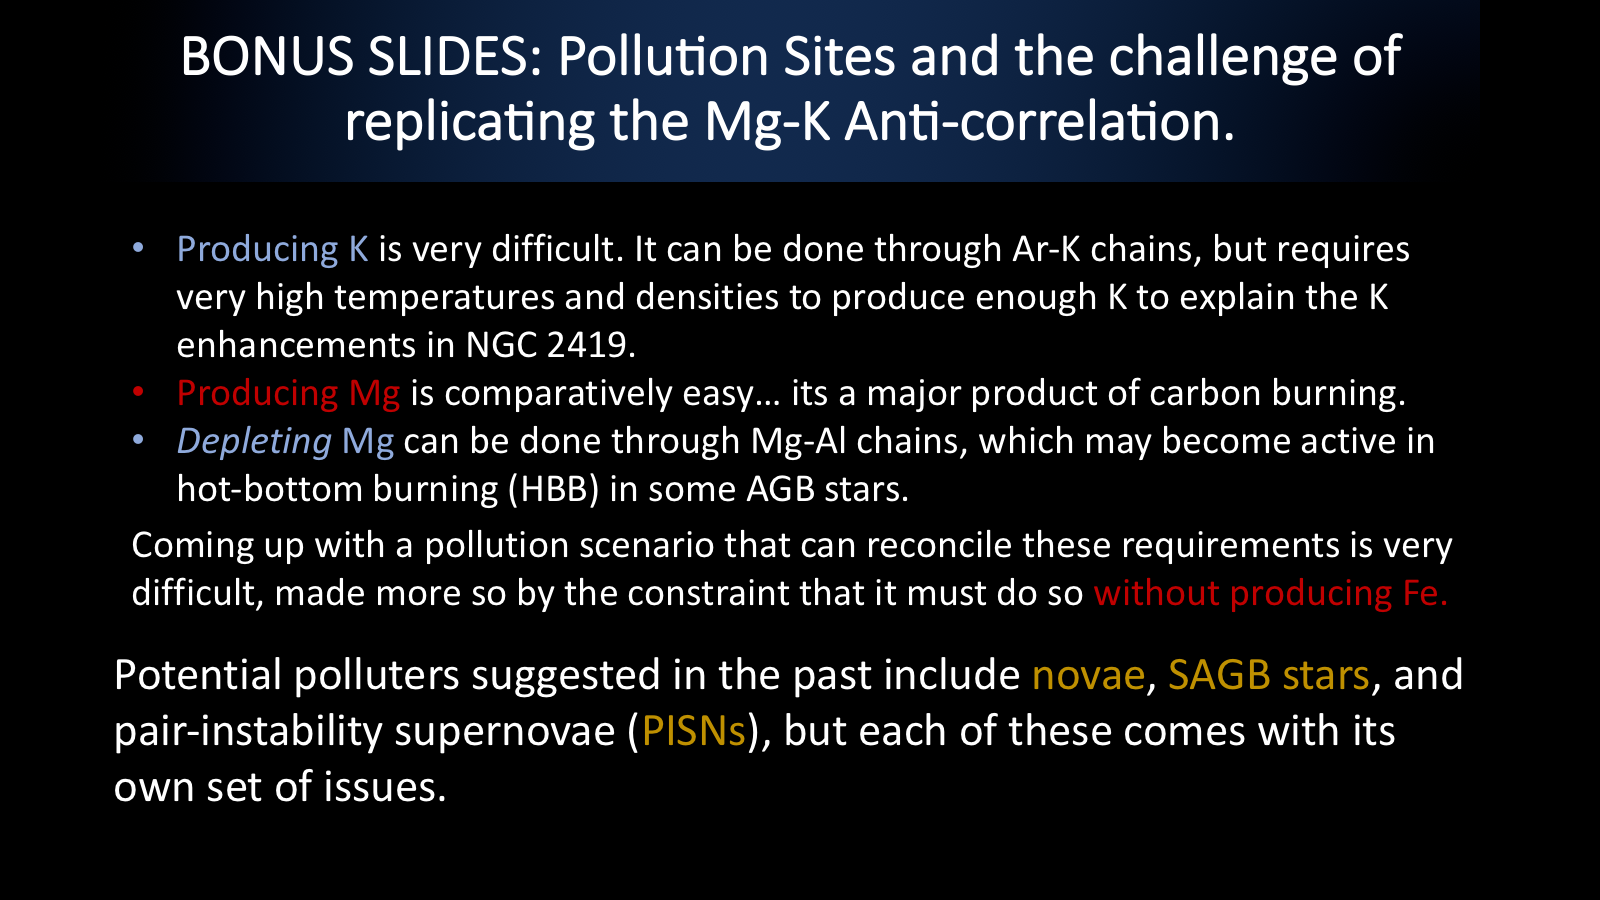 BONUS SLIDES: Pollution Sites and the challenge of
replicating the Mg-K Anti-correlation.
• Producing K is very difficult. It can be done through Ar-K chains, but requires
very high temperatures and densities to produce enough K to explain the K
enhancements in NGC 2419.
• Producing Mg is comparatively easy... its a major product of carbon burning.
• Depleting Mg can be done through Mg-Al chains, which may become active in
hot-bottom burning (HBB) in some AGB stars.
Coming up with a pollution scenario that can reconcile these requirements is very
difficult, made more so by the constraint that it must do so without producing Fe.
Potential polluters suggested in the past include novae, SAGB stars, and
pair-instability supernovae (PISNs), but each of these comes with its
own set of issues.